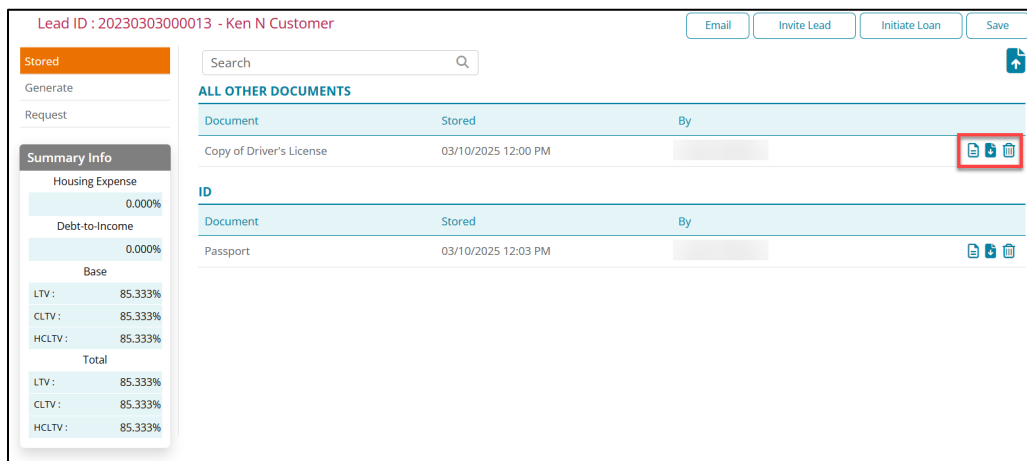 Lead ID : 20230303000013 - Ken N Customer
Email
Invite Lead
Initiate Loan
Save
Stored
Generate
Request
Summary Info
Housing Expense
0.000%
Debt-to-Income
0.000%
Base
LTV : 85.333%
CLTV : 85.333%
HCLTV : 85.333%
Total
LTV : 85.333%
CLTV : 85.333%
HCLTV : 85.333%
Search
ALL OTHER DOCUMENTS
Document Stored By
Copy of Driver's License 03/10/2025 12:00 PM
ID
Document Stored By
Passport 03/10/2025 12:03 PM